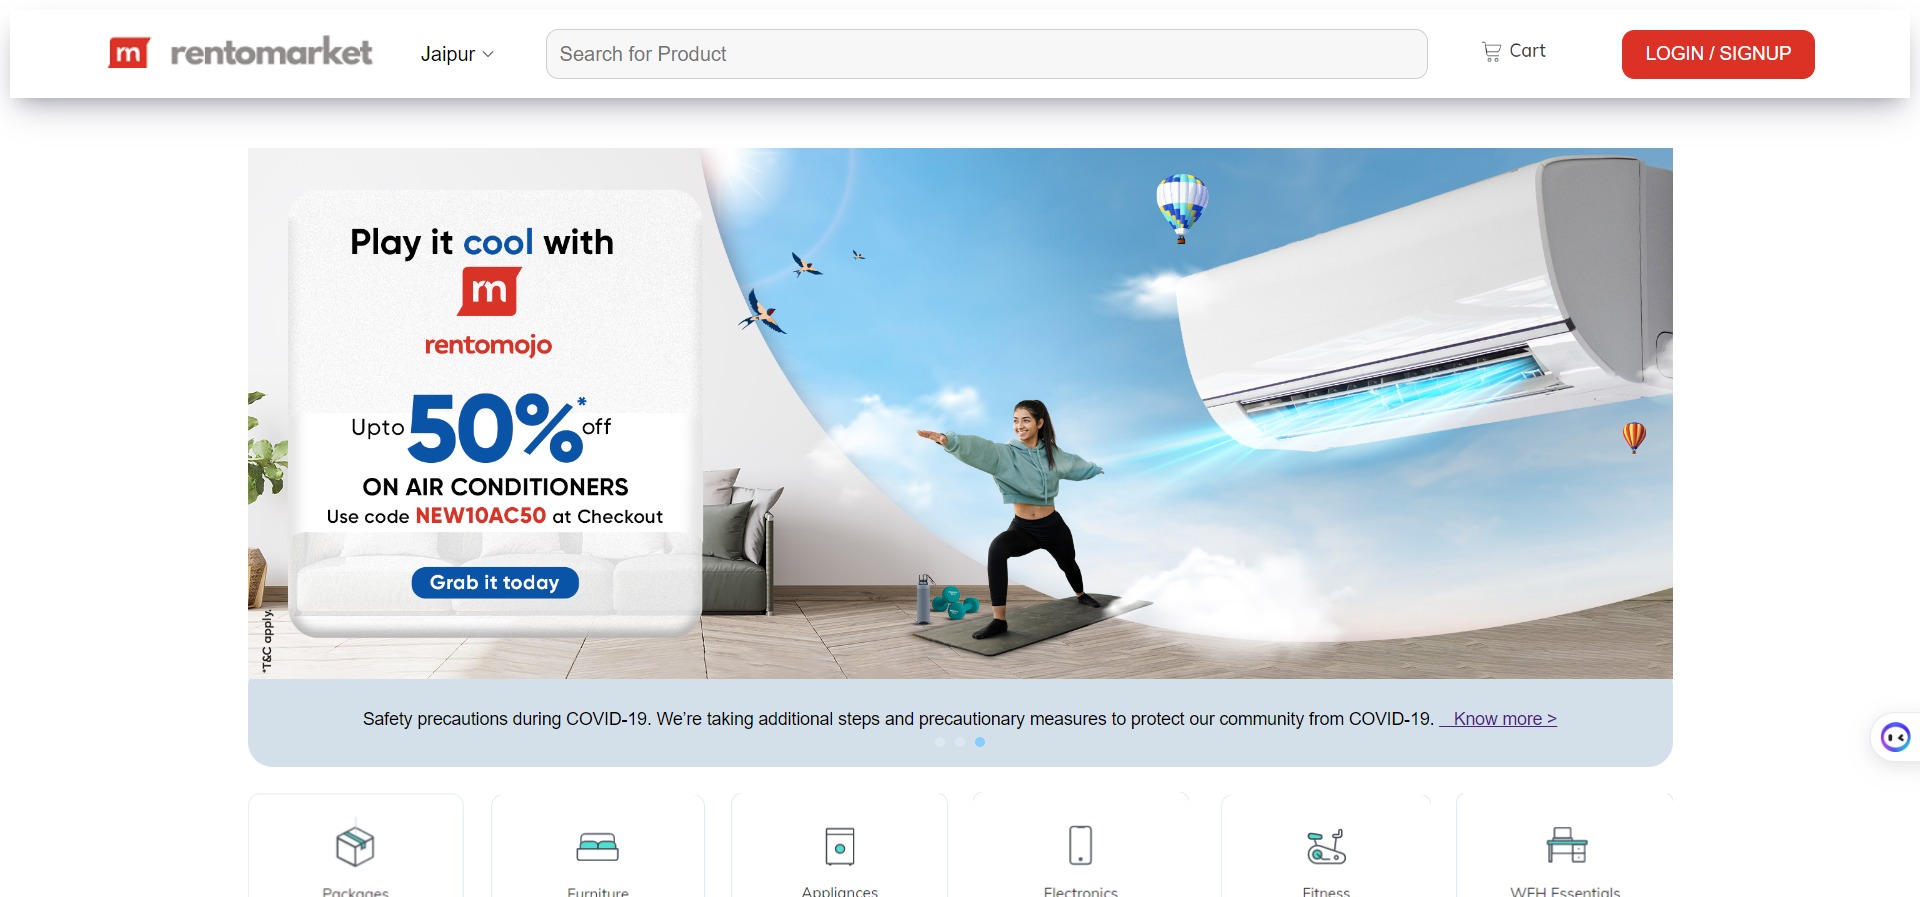 m rentomarket
Jaipur
Search for Product
Cart
LOGIN / SIGNUP
Play it cool with
m
rentomojo
Upto 50%* off
ON AIR CONDITIONERS
Use code NEW10AC50 at Checkout
Grab it today
*T&C apply.
Safety precautions during COVID-19. We’re taking additional steps and precautionary measures to protect our community from COVID-19. Know more >
Packages
Furniture
Appliances
Electronics
Fitness
WFH Essentials